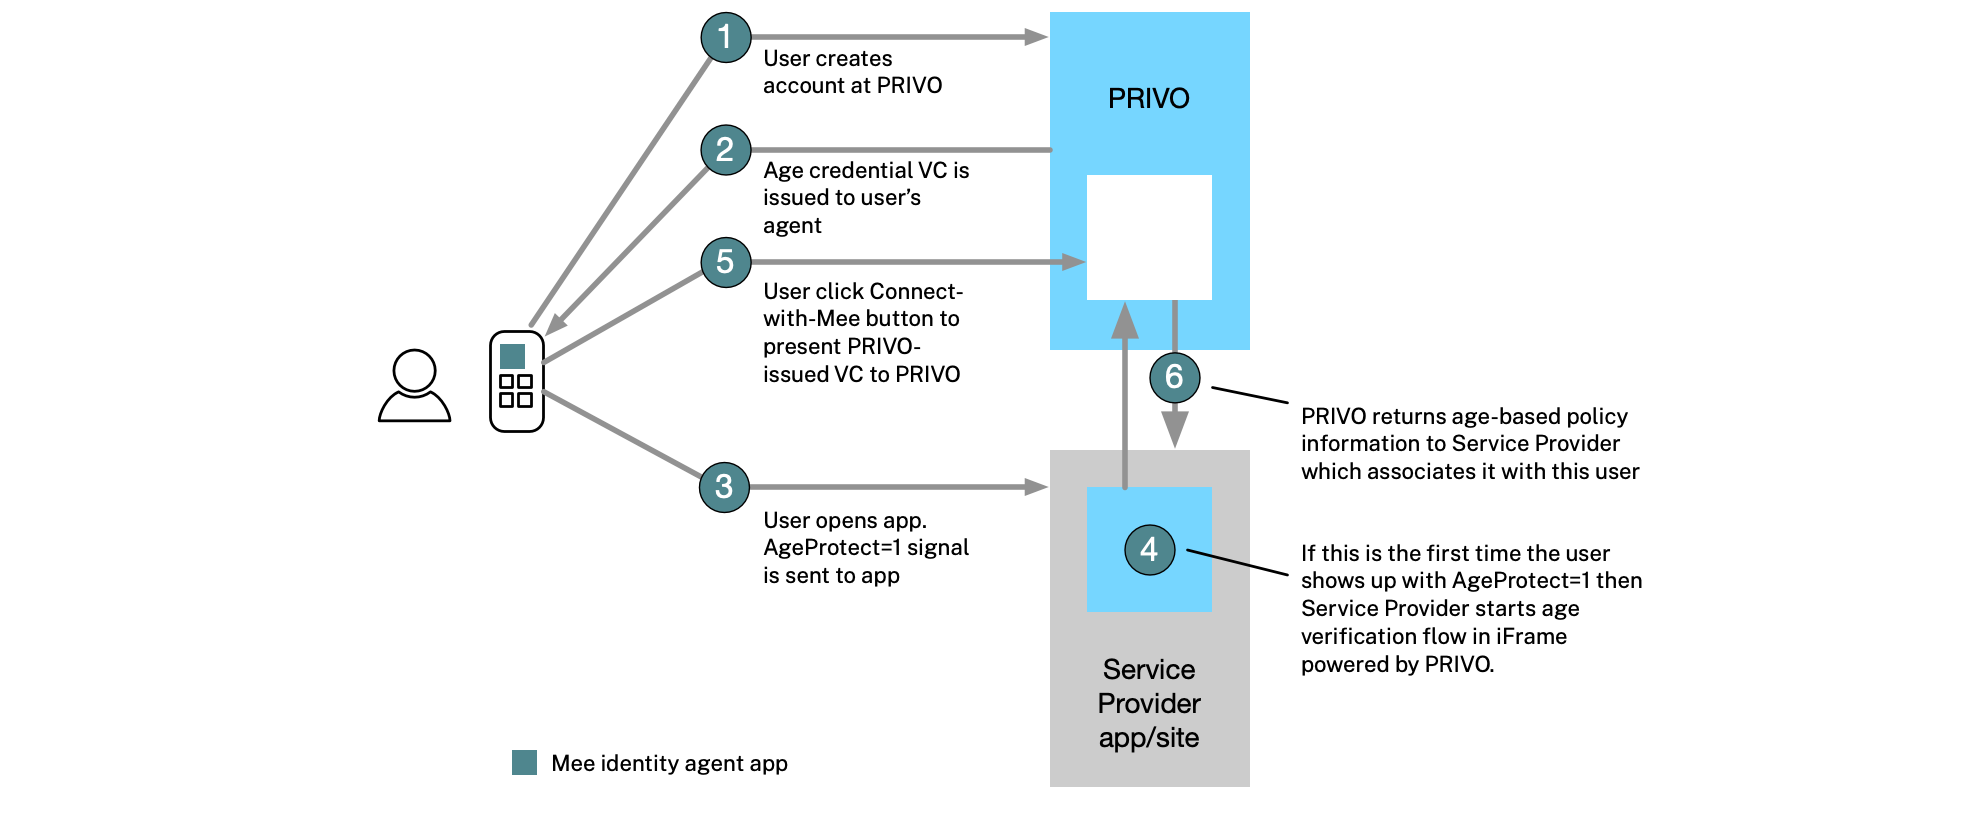 1
User creates
account at PRIVO
PRIVO
2
Age credential VC is
issued to user’s
agent
5
User click Connect-
with-Mee button to
present PRIVO-
issued VC to PRIVO
6
PRIVO returns age-based policy
information to Service Provider
which associates it with this user
3
User opens app.
AgeProtect=1 signal
is sent to app
4
If this is the first time the user
shows up with AgeProtect=1 then
Service Provider starts age
verification flow in iFrame
powered by PRIVO.
Service
Provider
app/site
Mee identity agent app